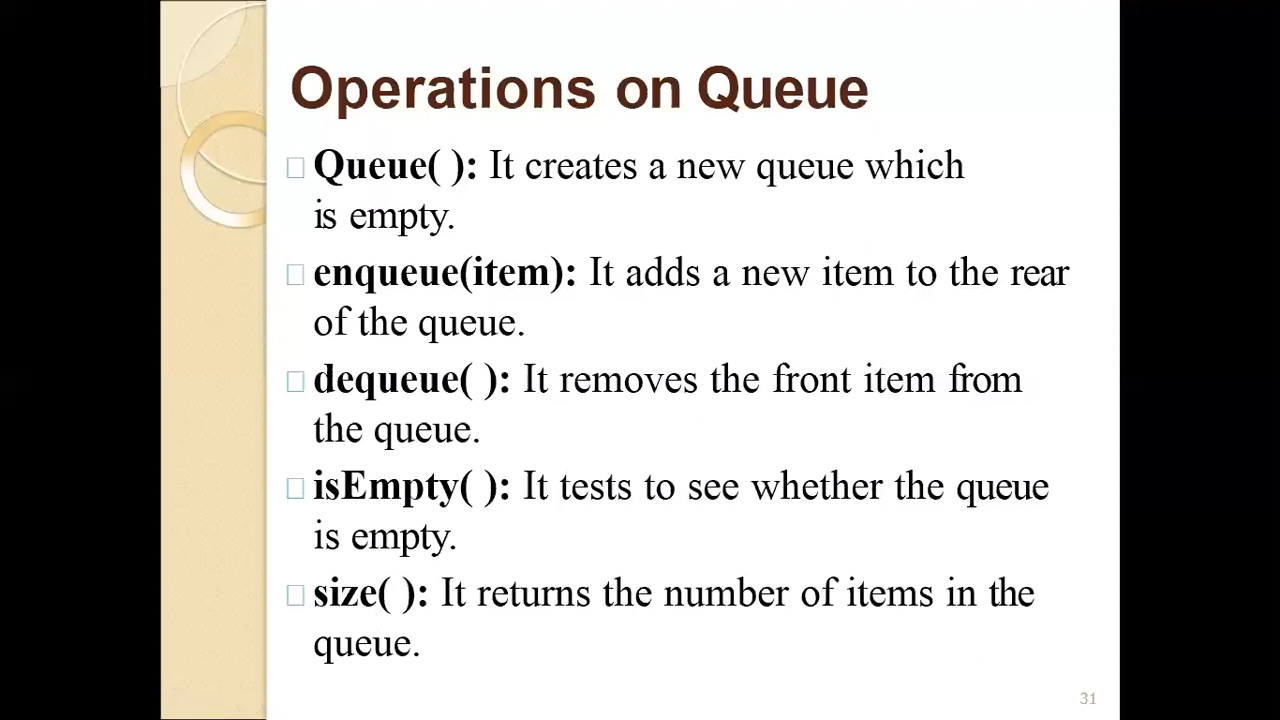 Operations on Queue
Queue( ): It creates a new queue which
is empty.
enqueue(item): It adds a new item to the rear
of the queue.
dequeue( ): It removes the front item from
the queue.
isEmpty( ): It tests to see whether the queue
is empty.
size( ): It returns the number of items in the
queue.
31